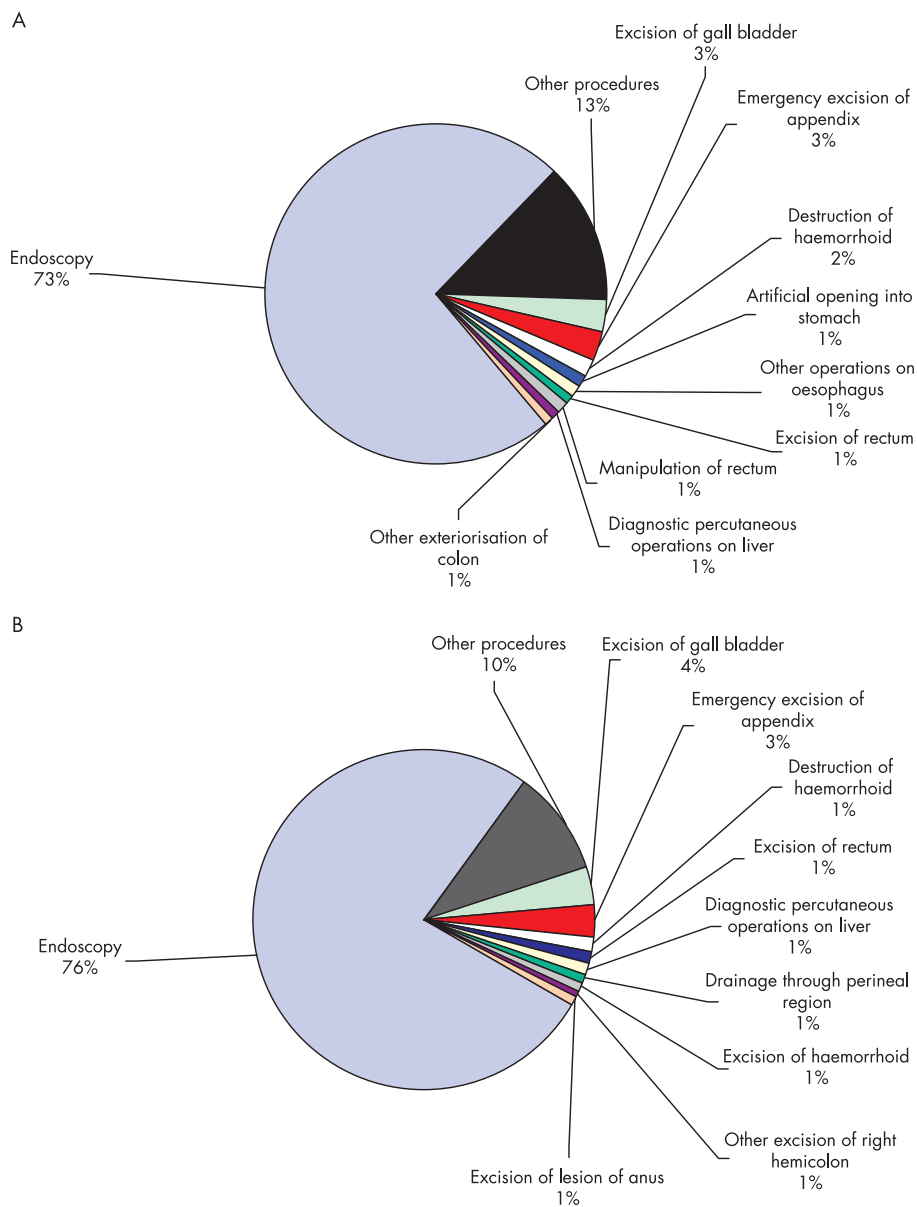 A
Excision of gall bladder
3%
Other procedures
13%
Emergency excision of
appendix
3%
Destruction of
haemorrhoid
2%
Endoscopy
73%
Artificial opening into
stomach
1%
Other operations on
oesophagus
1%
Excision of rectum
1%
Manipulation of rectum
1%
Diagnostic percutaneous
operations on liver
1%
Other exteriorisation of
colon
1%
B
Other procedures
10%
Excision of gall bladder
4%
Emergency excision of
appendix
3%
Destruction of
haemorrhoid
1%
Excision of rectum
1%
Diagnostic percutaneous
operations on liver
1%
Endoscopy
76%
Drainage through perineal
region
1%
Excision of haemorrhoid
1%
Other excision of right
hemicolon
1%
Excision of lesion of anus
1%